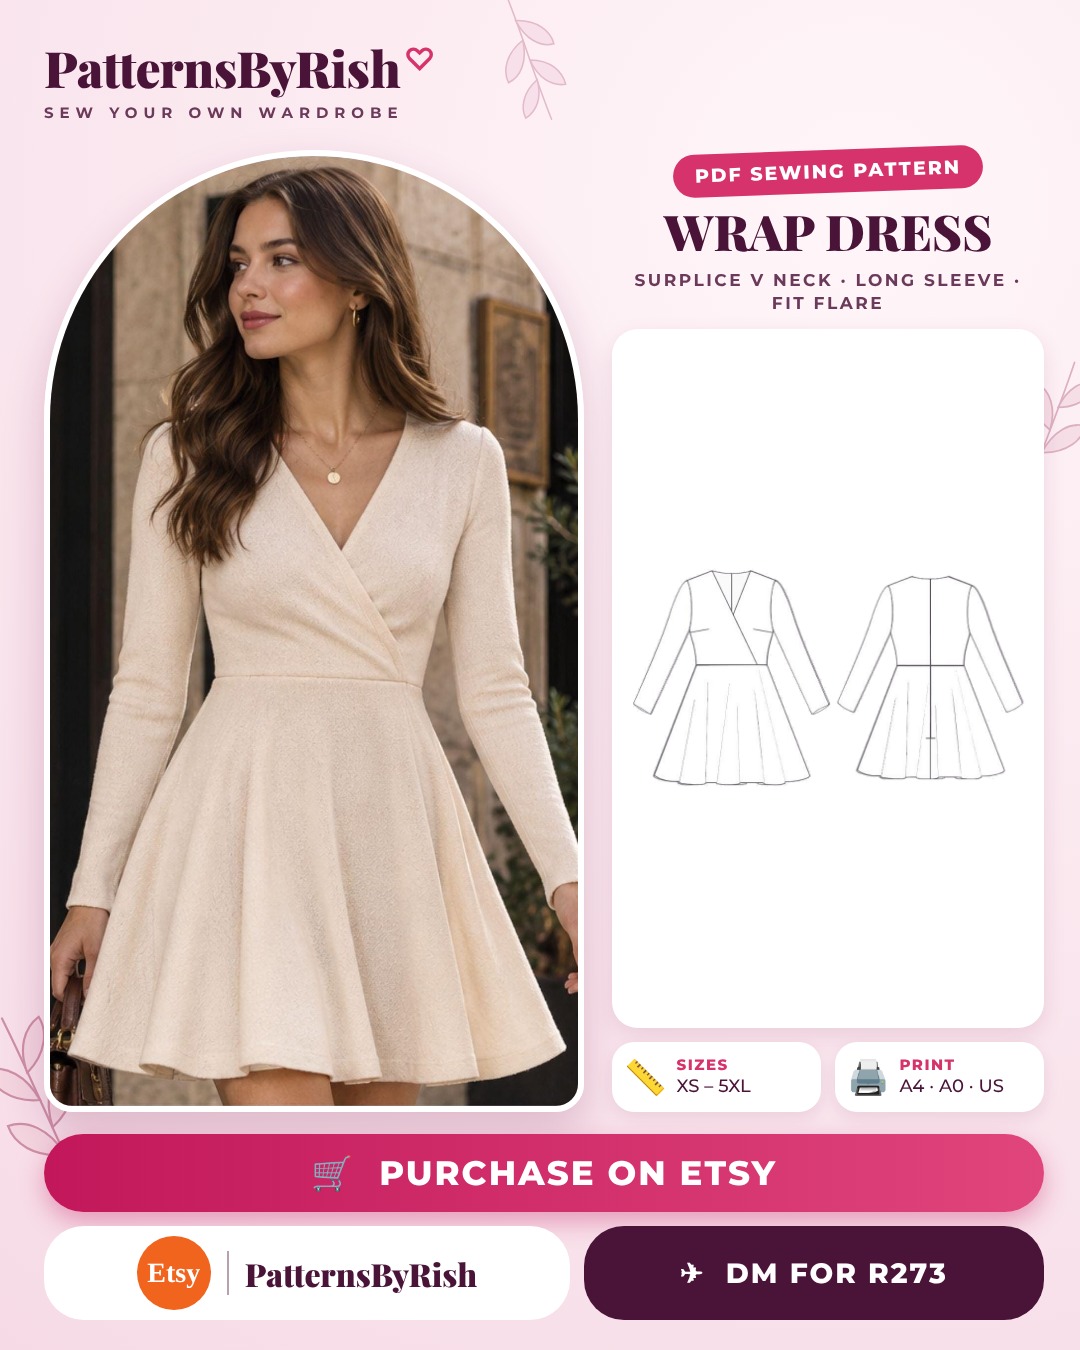 PatternsByRish
SEW YOUR OWN WARDROBE
PDF SEWING PATTERN
WRAP DRESS
SURPLICE V NECK · LONG SLEEVE ·
FIT FLARE
SIZES
XS – 5XL
PRINT
A4 · A0 · US
PURCHASE ON ETSY
Etsy
PatternsByRish
DM FOR R273